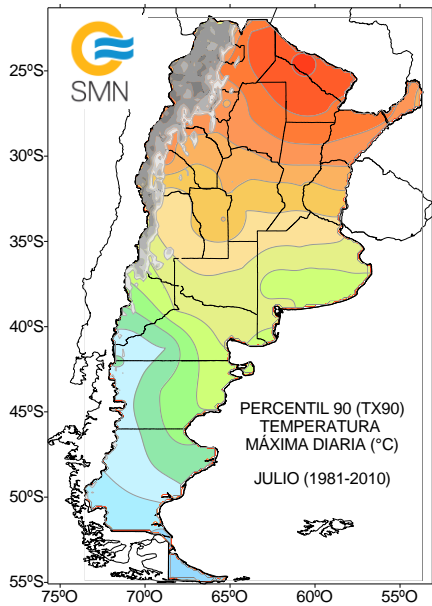 SMN
25ºS
30ºS
35ºS
40ºS
45ºS
50ºS
55ºS
PERCENTIL 90 (TX90)
TEMPERATURA
MÁXIMA DIARIA (°C)
JULIO (1981-2010)
75ºO
70ºO
65ºO
60ºO
55ºO